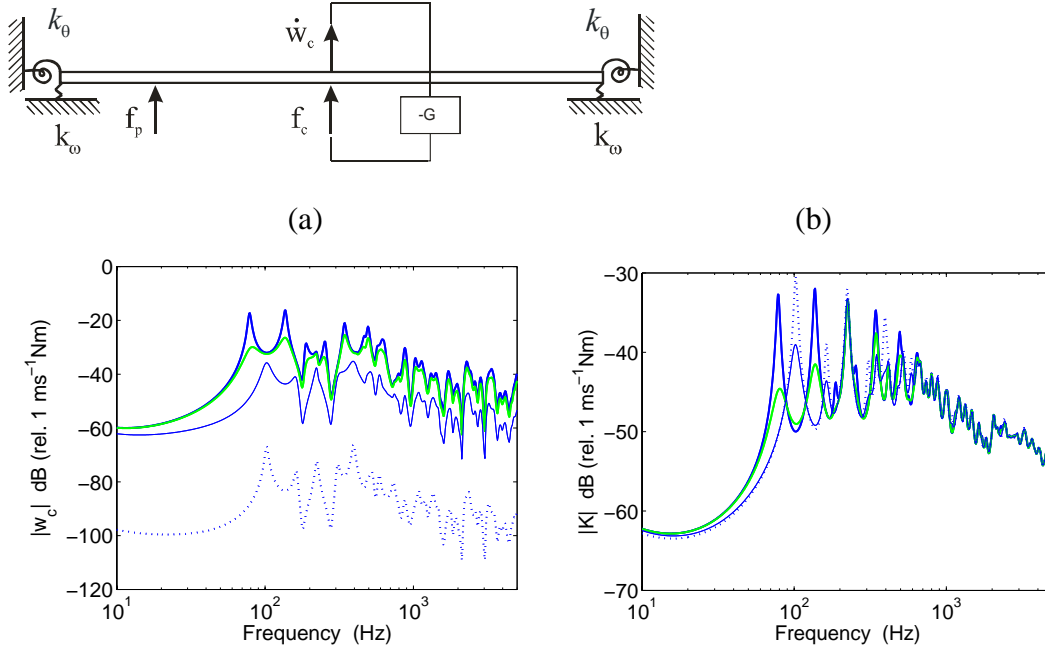 kθ
kθ
ẇc
fp
fc
-G
kω
kω
(a)
(b)
0
−20
−40
−60
−80
−100
−120
10¹
10²
10³
|w_c| dB (rel. 1 ms⁻¹Nm)
Frequency (Hz)
−30
−40
−50
−60
−70
10¹
10²
10³
|K| dB (rel. 1 ms⁻¹Nm)
Frequency (Hz)